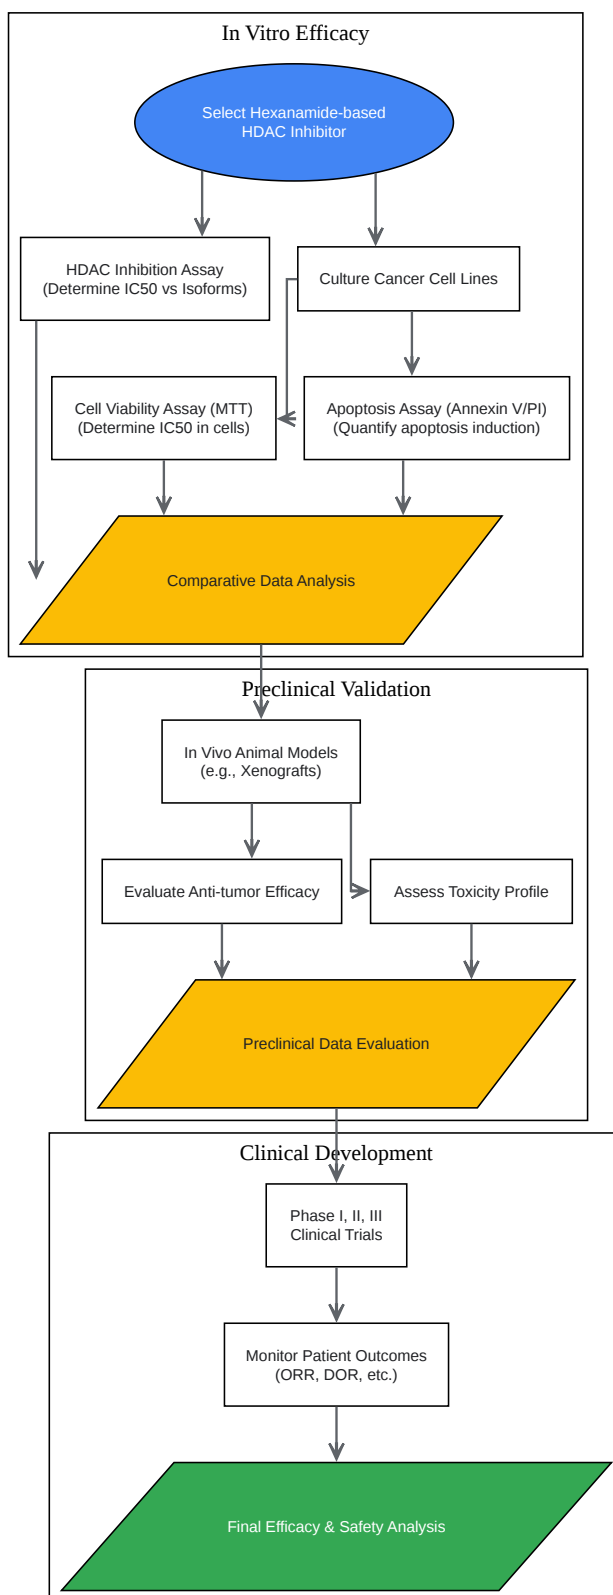 In Vitro Efficacy
Select Hexanamide-based
HDAC Inhibitor
HDAC Inhibition Assay
(Determine IC50 vs Isoforms)
Culture Cancer Cell Lines
Cell Viability Assay (MTT)
(Determine IC50 in cells)
Apoptosis Assay (Annexin V/PI)
(Quantify apoptosis induction)
Comparative Data Analysis
Preclinical Validation
In Vivo Animal Models
(e.g., Xenografts)
Evaluate Anti-tumor Efficacy
Assess Toxicity Profile
Preclinical Data Evaluation
Clinical Development
Phase I, II, III
Clinical Trials
Monitor Patient Outcomes
(ORR, DOR, etc.)
Final Efficacy & Safety Analysis